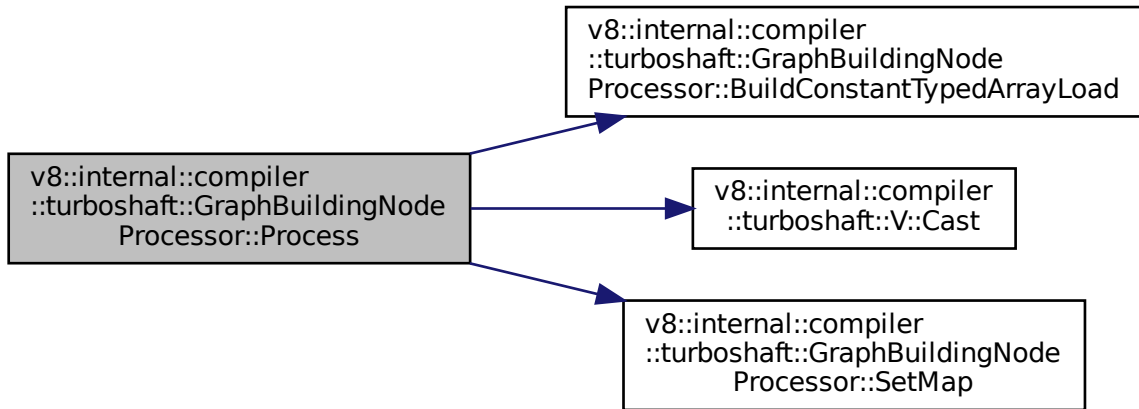 v8::internal::compiler
::turboshaft::GraphBuildingNode
Processor::Process
v8::internal::compiler
::turboshaft::GraphBuildingNode
Processor::BuildConstantTypedArrayLoad
v8::internal::compiler
::turboshaft::V::Cast
v8::internal::compiler
::turboshaft::GraphBuildingNode
Processor::SetMap